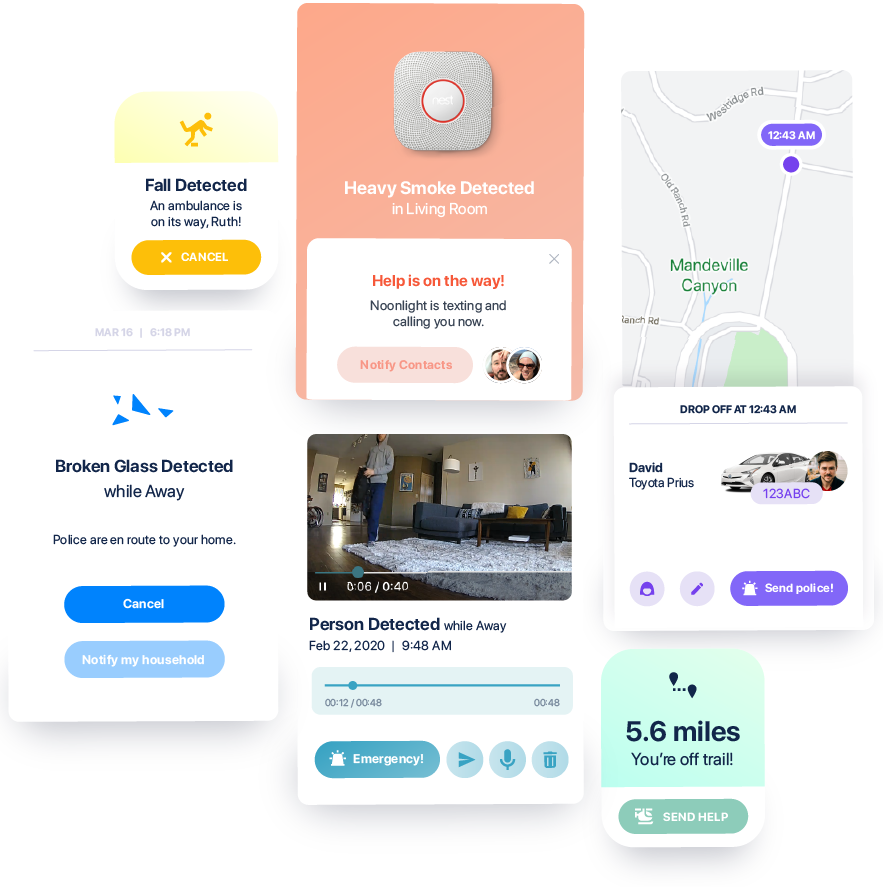 Fall Detected
An ambulance is
on its way, Ruth!
CANCEL
MAR 16 | 6:18 PM
Broken Glass Detected
while Away
Police are en route to your home.
Cancel
Notify my household
nest
Heavy Smoke Detected
in Living Room
Help is on the way!
Noonlight is texting and
calling you now.
Notify Contacts
0:06 / 0:40
Person Detected while Away
Feb 22, 2020 | 9:48 AM
00:12 / 00:48
00:48
Emergency!
Westridge Rd
12:43 AM
Old Ranch Rd
Mandeville
Canyon
Ranch Rd
DROP OFF AT 12:43 AM
David
Toyota Prius
123ABC
Send police!
5.6 miles
You're off trail!
SEND HELP